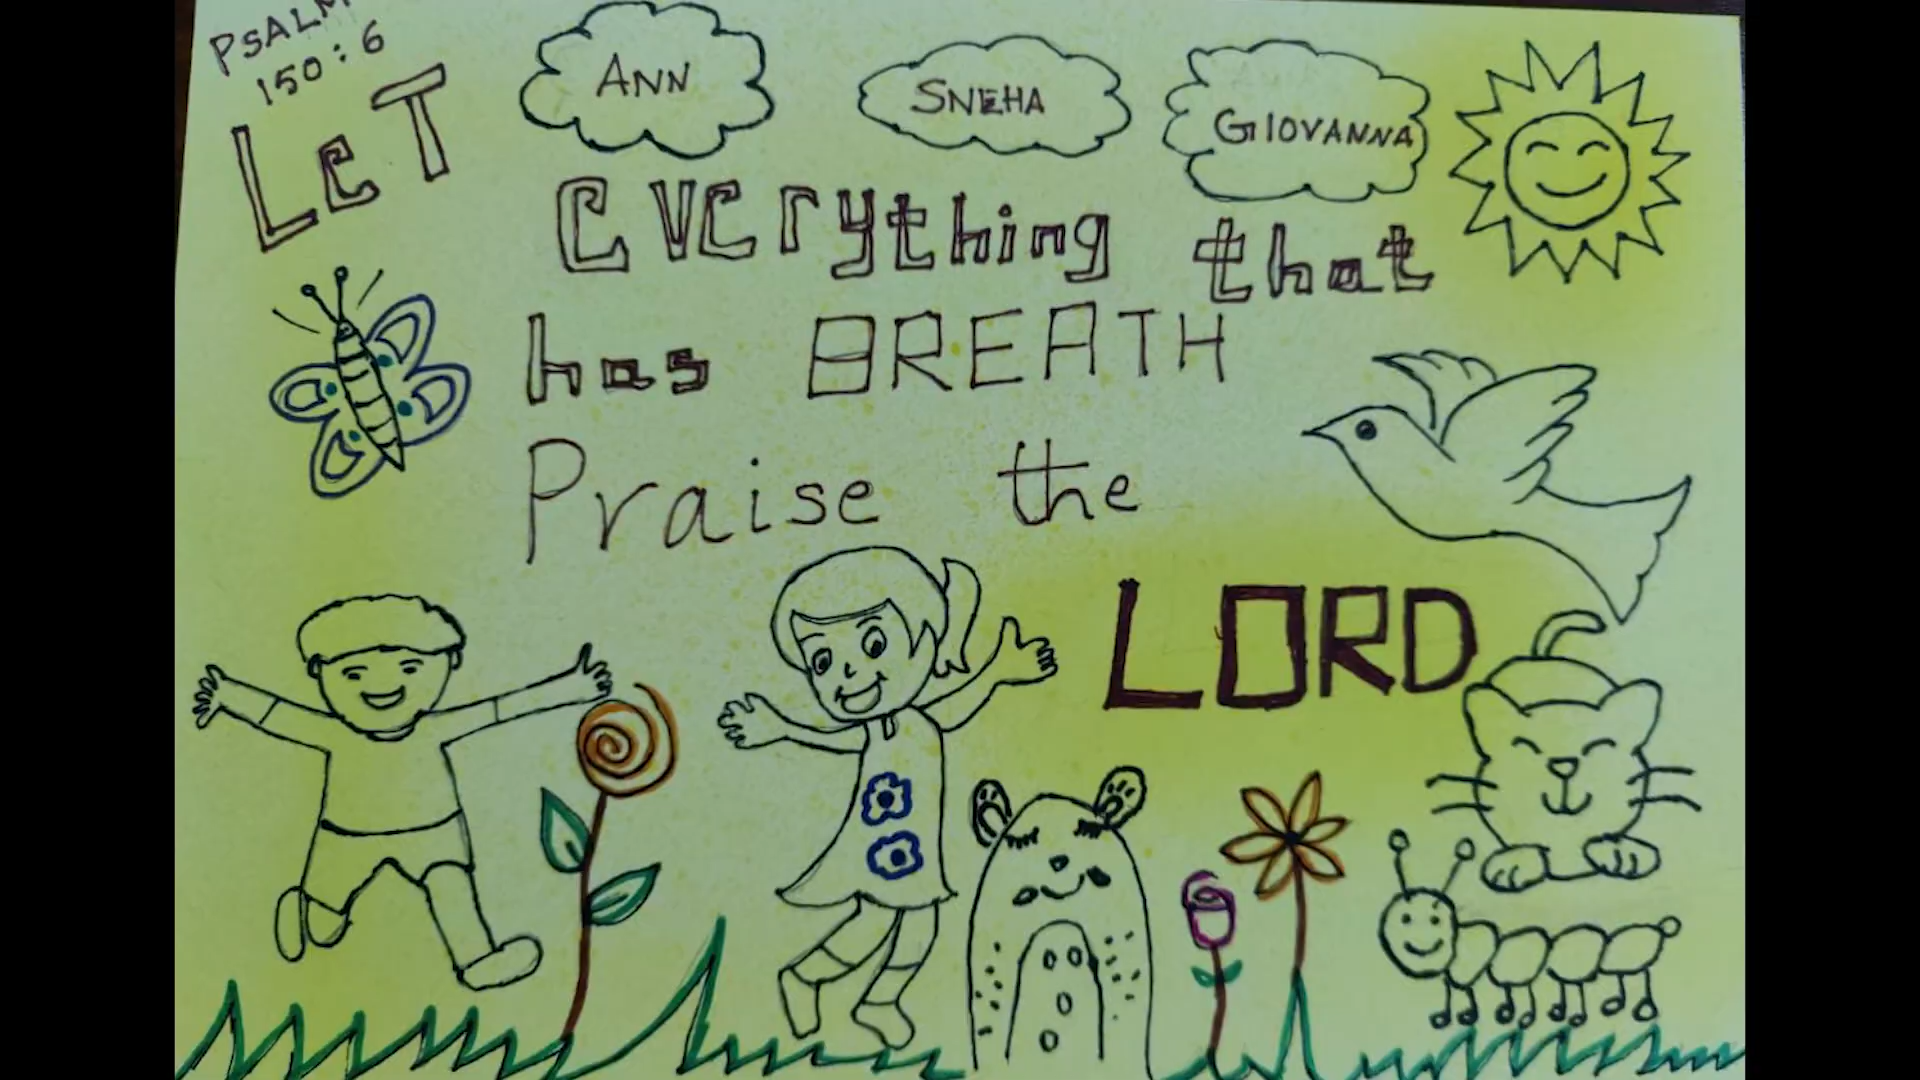 PSALM
150:6
ANN
SNEHA
GIOVANNA
LeT
everything that
has BREATH
Praise the
LORD